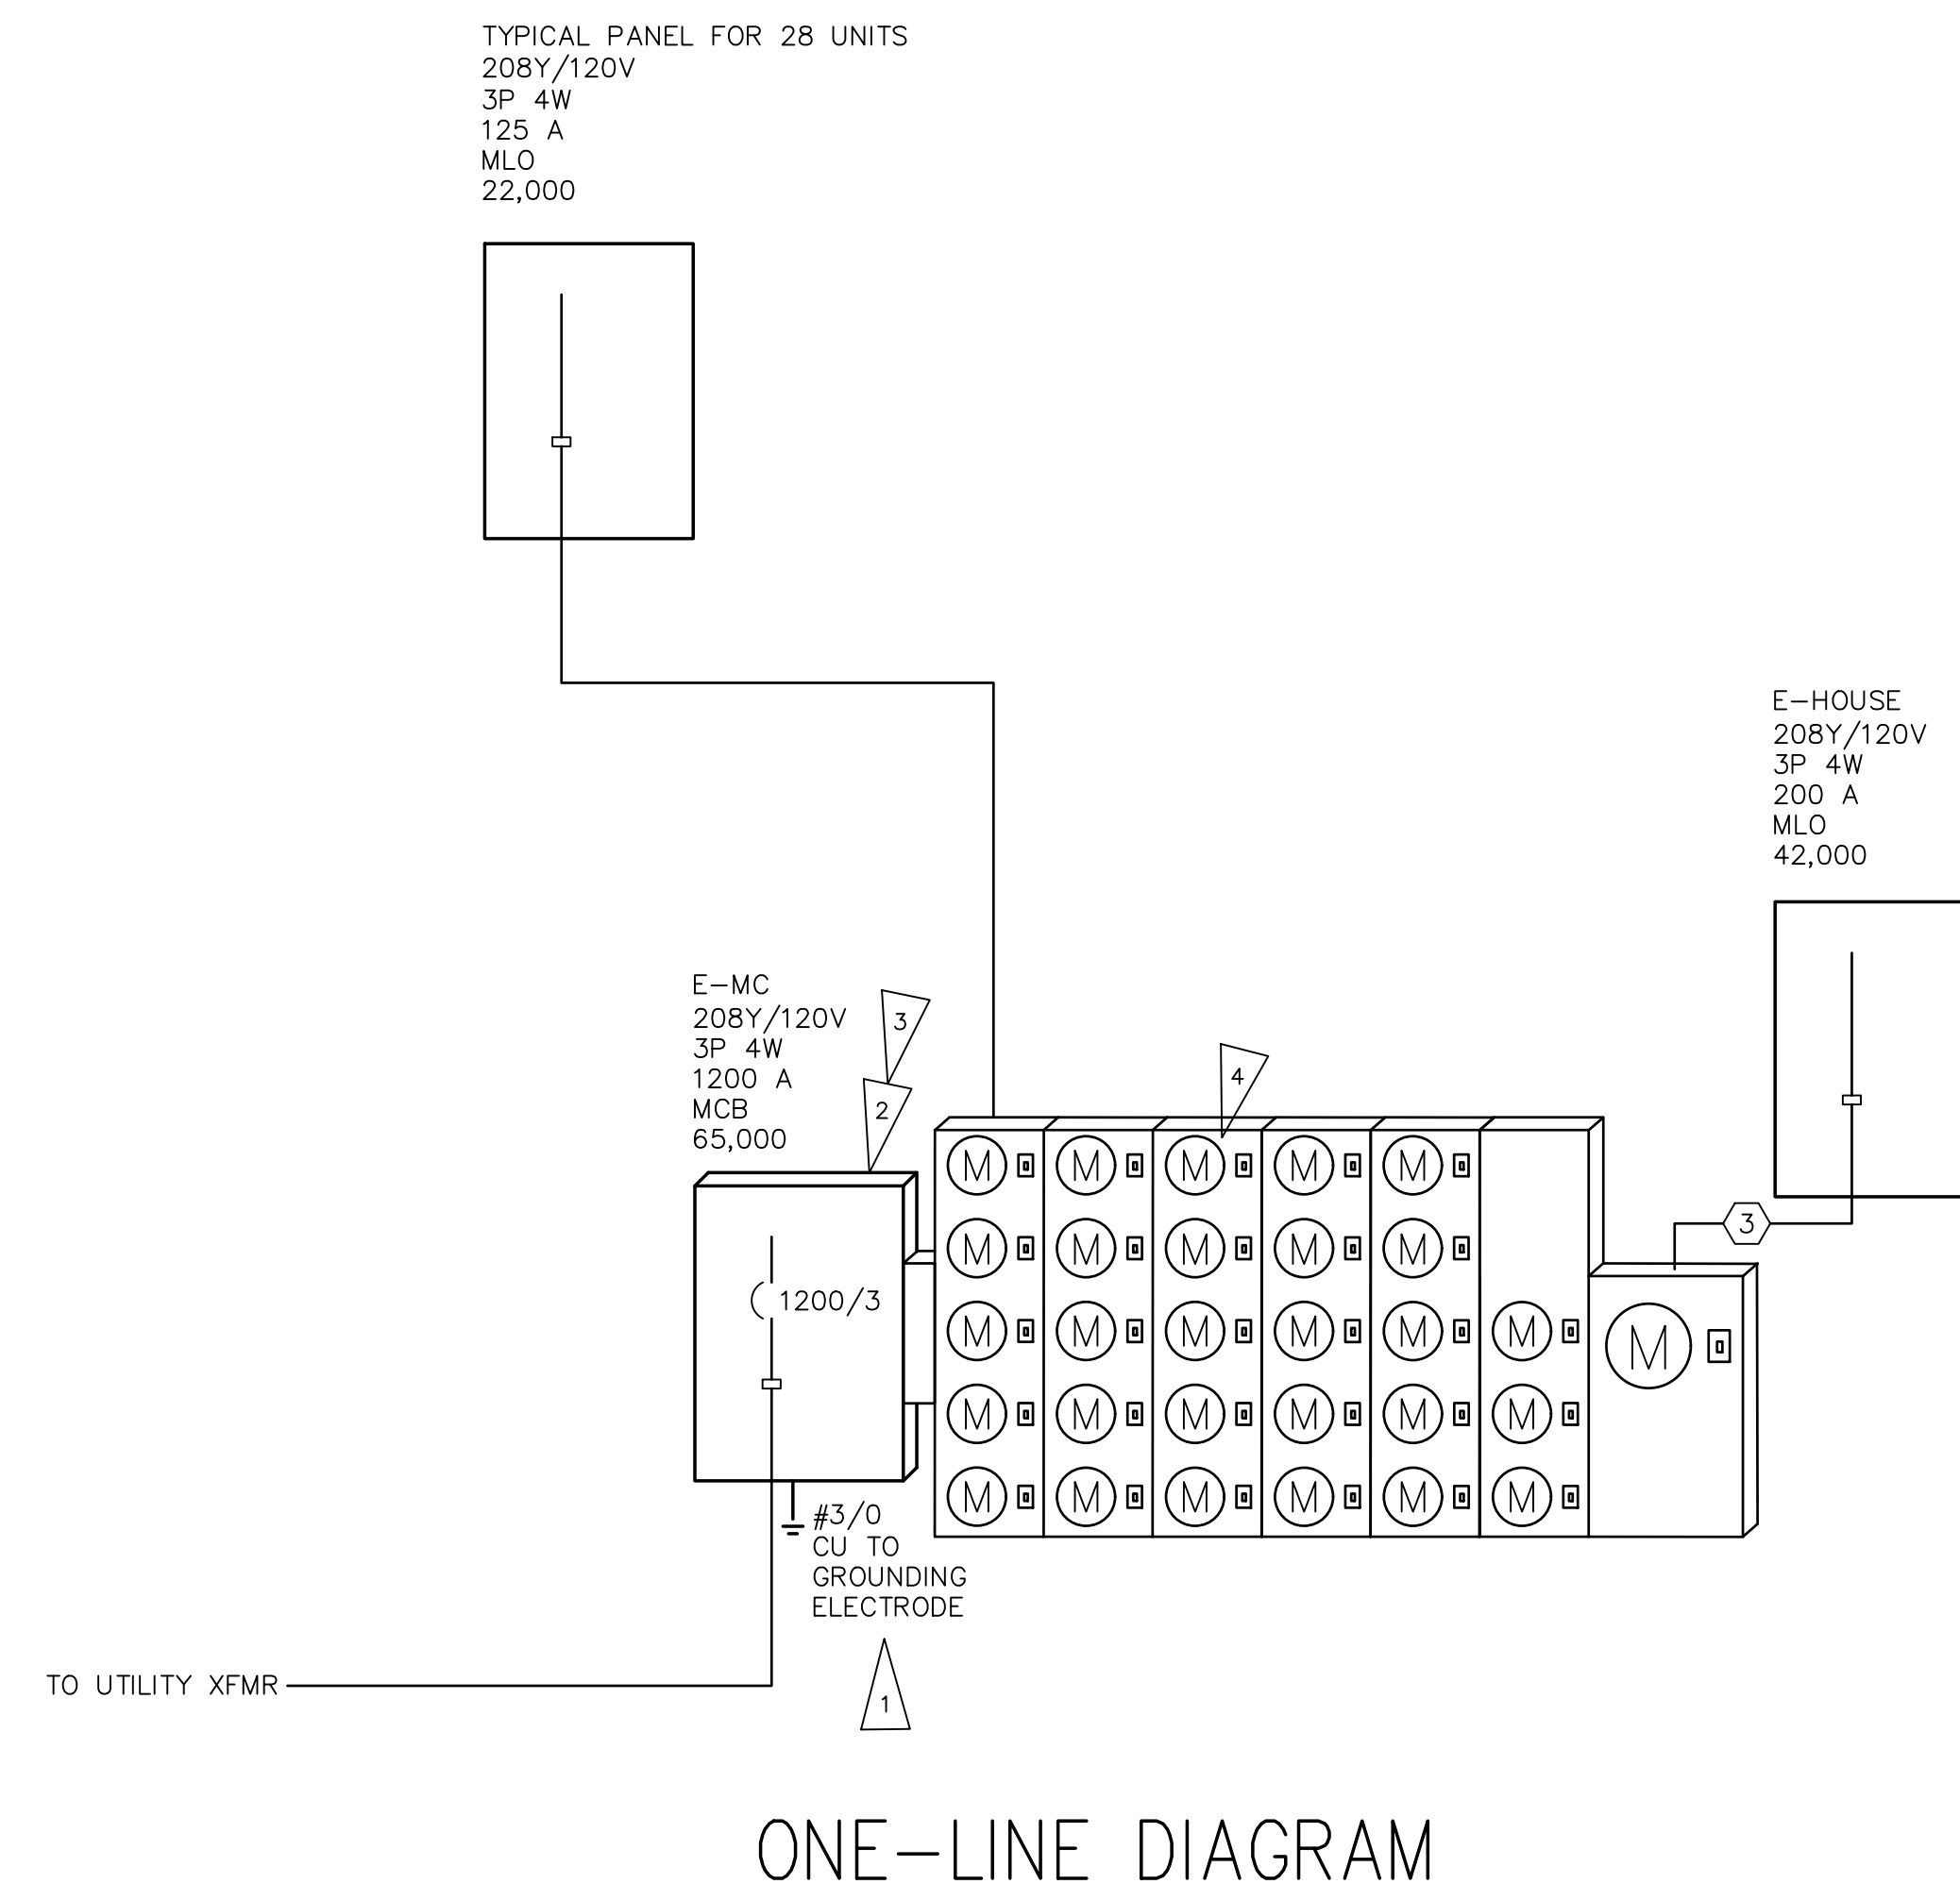 TYPICAL PANEL FOR 28 UNITS
208Y/120V
3P 4W
125 A
MLO
22,000
E-HOUSE
208Y/120V
3P 4W
200 A
MLO
42,000
E-MC
208Y/120V
3P 4W
1200 A
MCB
65,000
3
2
4
M M M M M
M M M M M
3
1200/3
M M M M M M M
M M M M M M
M M M M M M
#3/0
CU TO
GROUNDING
ELECTRODE
TO UTILITY XFMR
1
ONE-LINE DIAGRAM